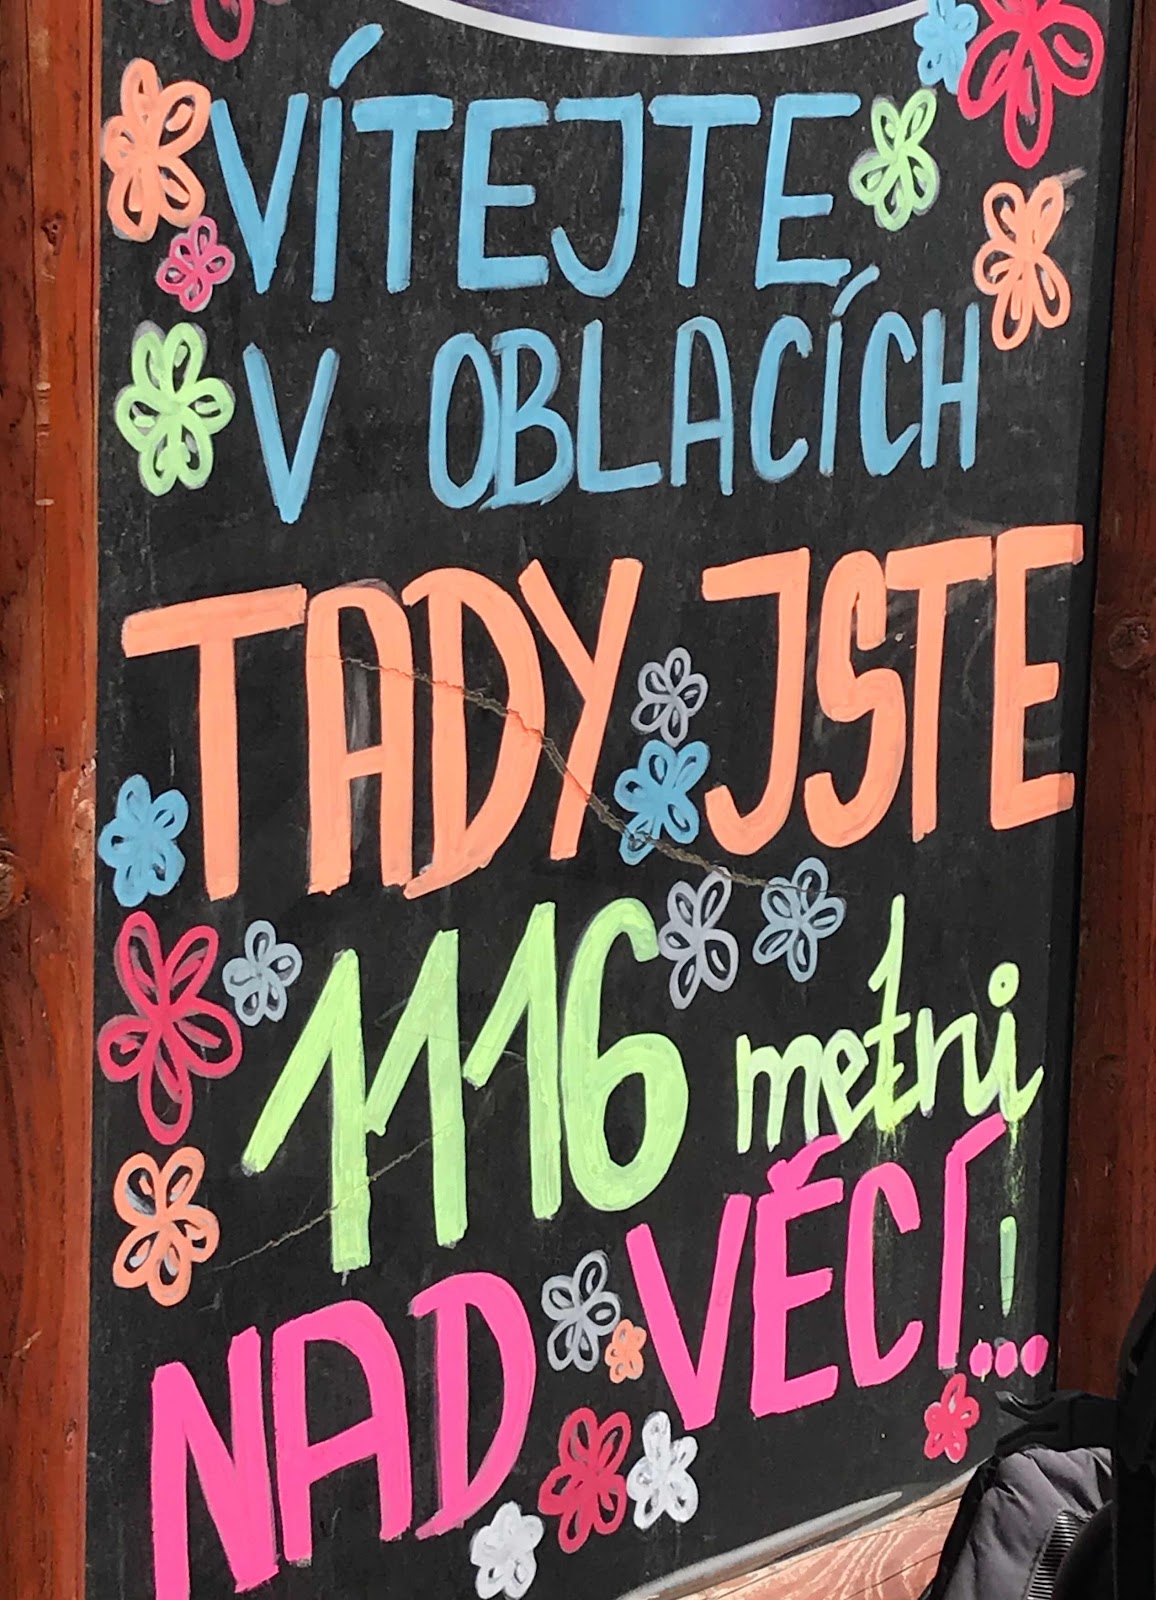 VÍTEJTE
V OBLACÍCH
TADY JSTE
1116 metrů
NAD VĚCÍ!...